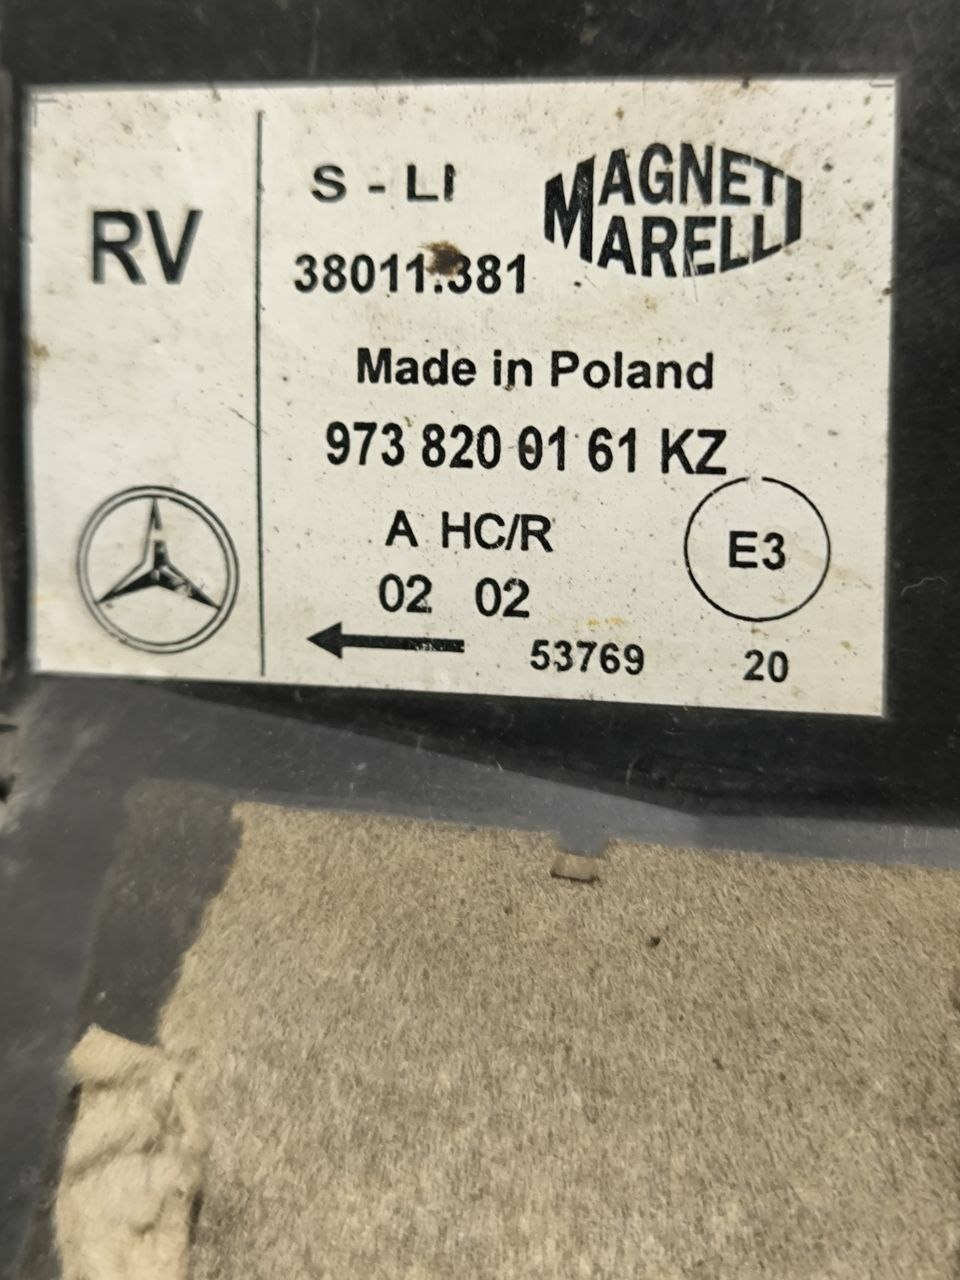 RV
S - LI
MAGNETI
MARELLI
38011.381
Made in Poland
973 820 01 61 KZ
A HC/R
E3
02 02
53769
20